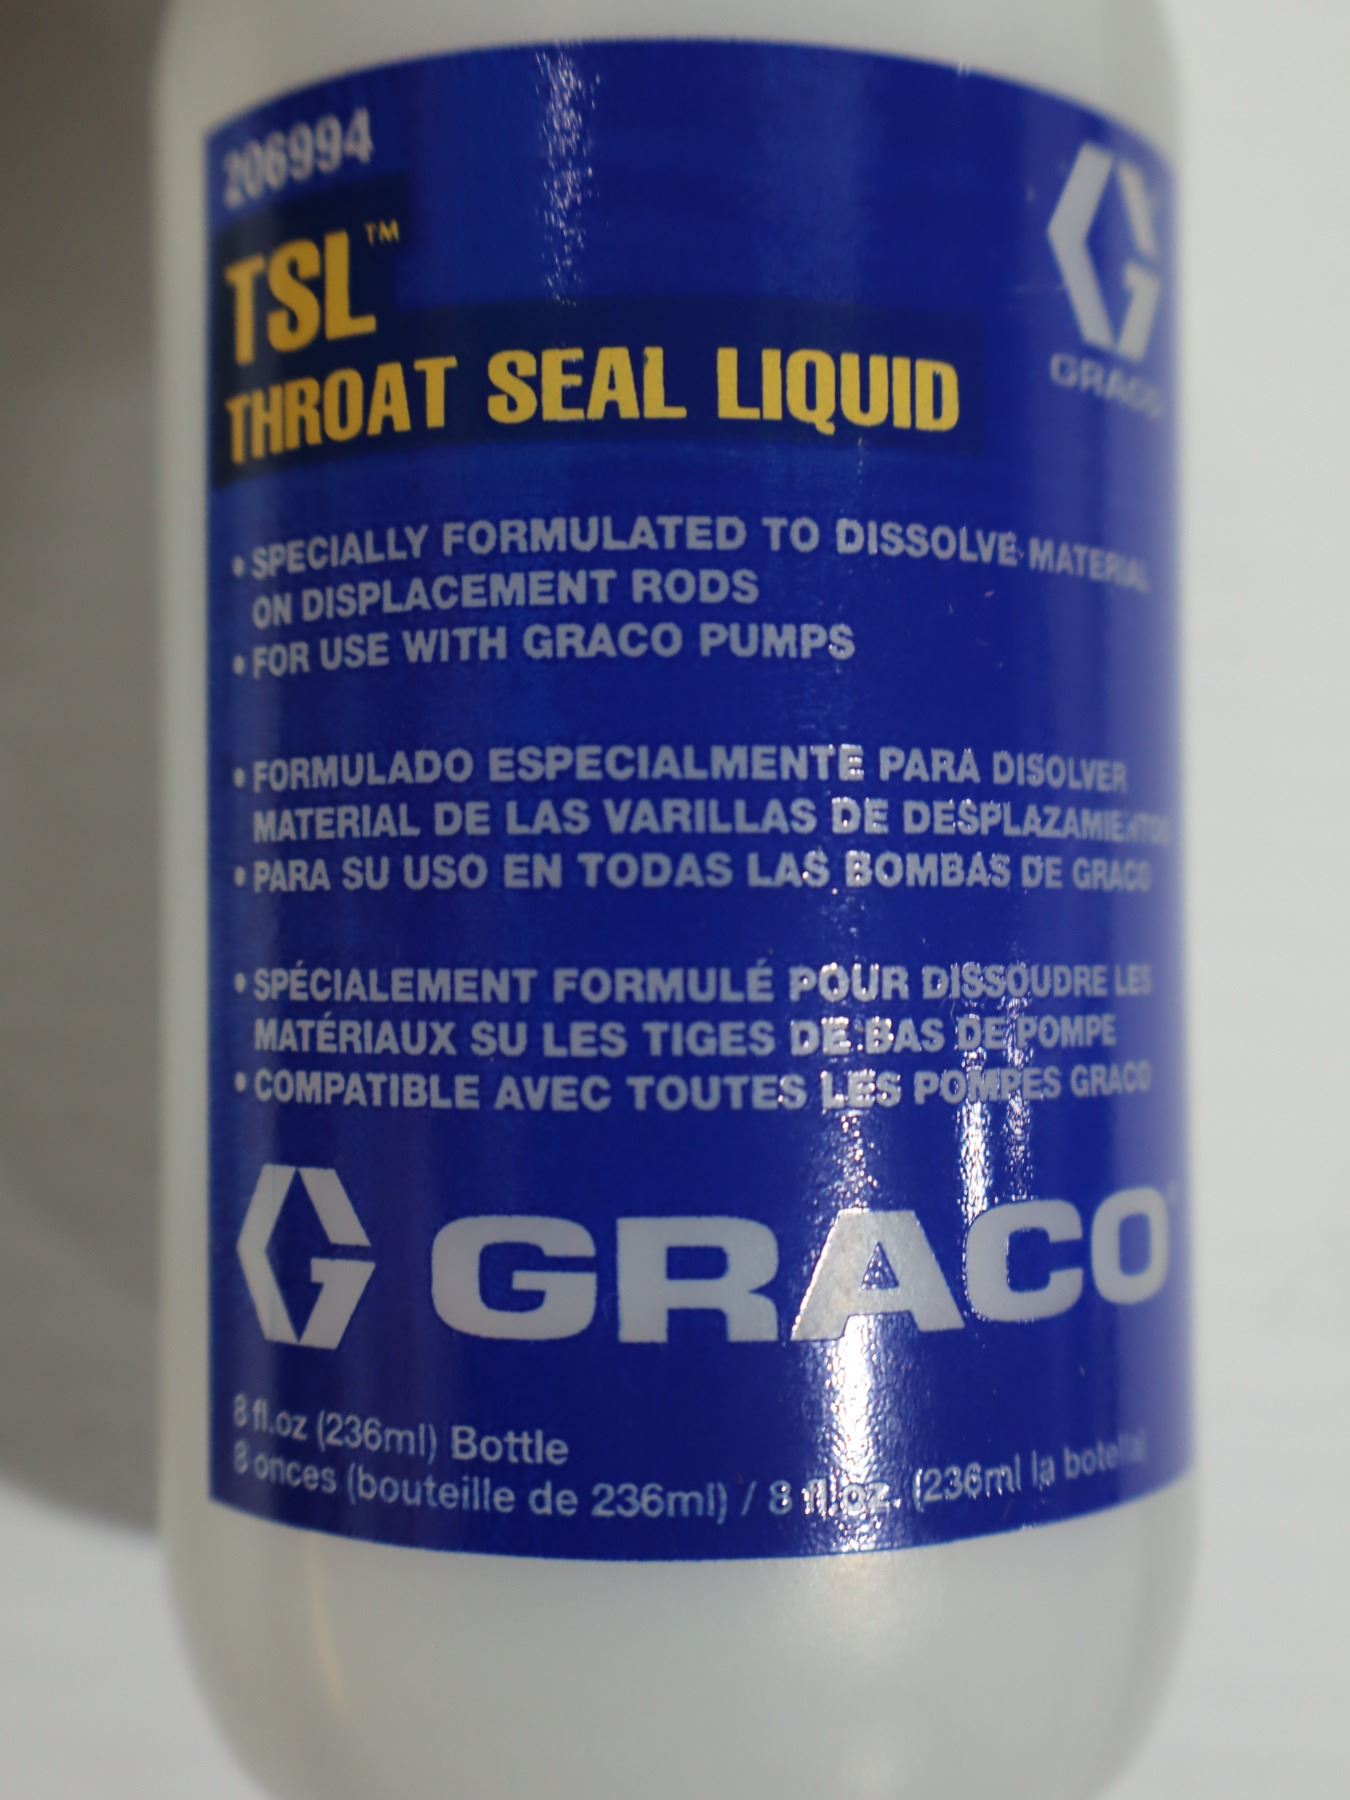 206994
GRACO
TSL™
THROAT SEAL LIQUID
• SPECIALLY FORMULATED TO DISSOLVE MATERIAL
ON DISPLACEMENT RODS
• FOR USE WITH GRACO PUMPS
• FORMULADO ESPECIALMENTE PARA DISOLVER
MATERIAL DE LAS VARILLAS DE DESPLAZAMIENTOS
• PARA SU USO EN TODAS LAS BOMBAS DE GRACO
• SPÉCIALEMENT FORMULÉ POUR DISSOUDRE LES
MATÉRIAUX SU LES TIGES DE BAS DE POMPE
• COMPATIBLE AVEC TOUTES LES POMPES GRACO
GRACO
8 fl.oz (236ml) Bottle
8 onces (bouteille de 236ml) / 8 fl.oz. (236ml la botella)